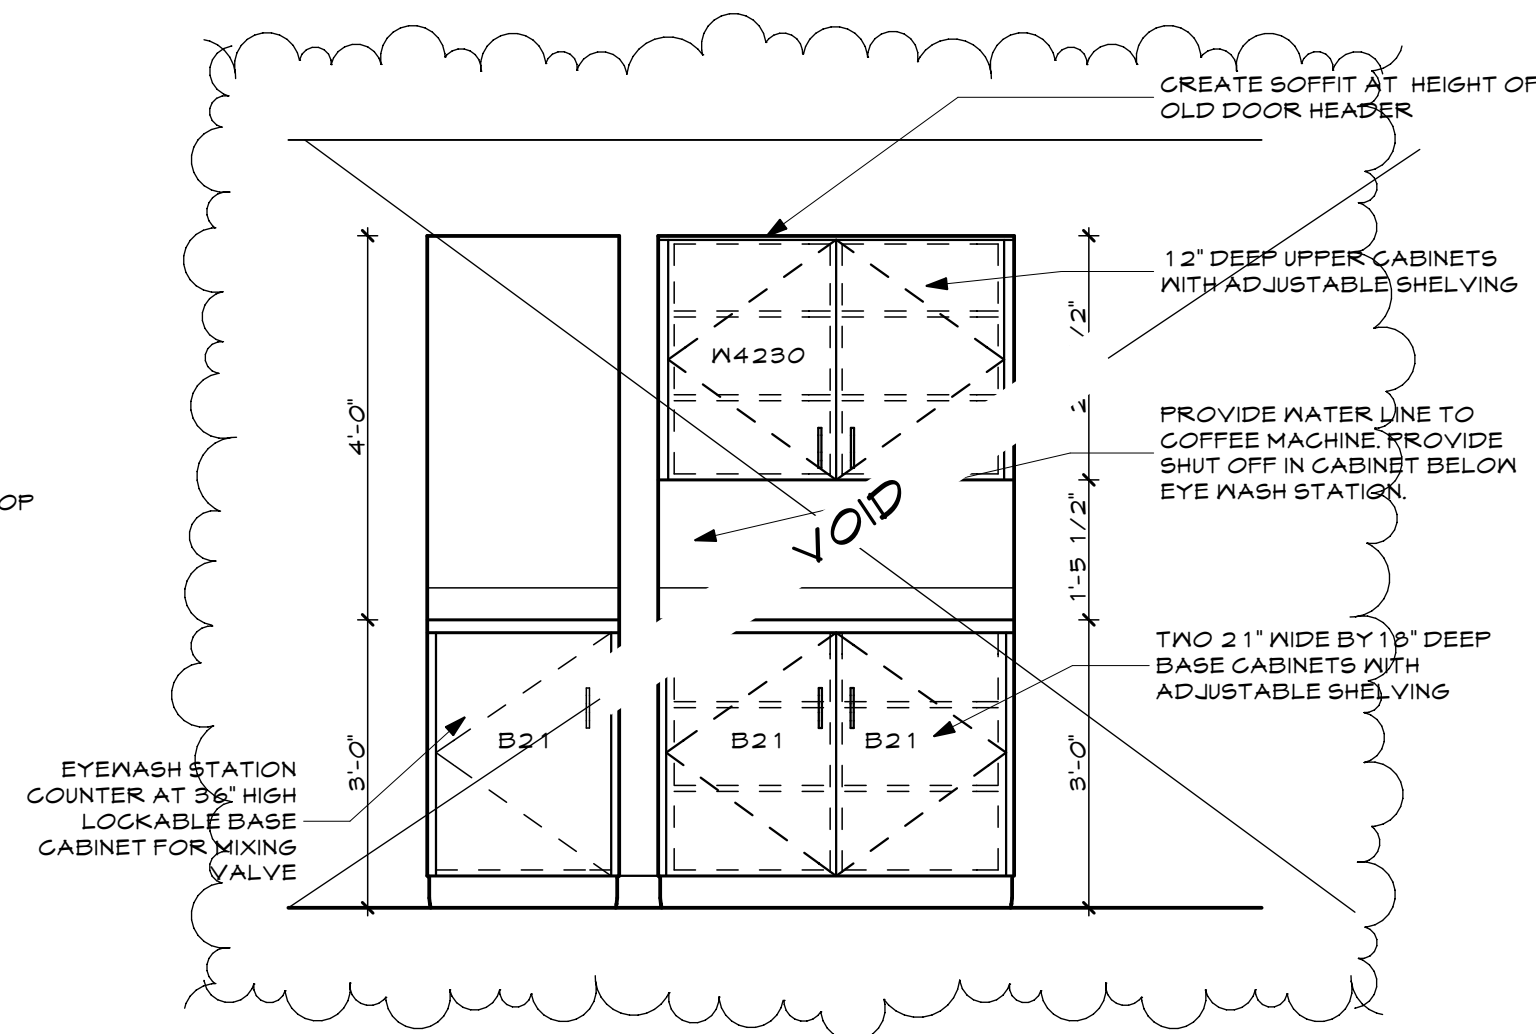 CREATE SOFFIT AT HEIGHT OF
OLD DOOR HEADER
12" DEEP UPPER CABINETS
WITH ADJUSTABLE SHELVING
/2"
W4230
4'-0"
PROVIDE WATER LINE TO
COFFEE MACHINE. PROVIDE
SHUT OFF IN CABINET BELOW
EYE WASH STATION.
OP
VOID
1'-5 1/2"
TWO 21" WIDE BY 18" DEEP
BASE CABINETS WITH
ADJUSTABLE SHELVING
B21
B21
B21
3'-0"
3'-0"
EYEWASH STATION
COUNTER AT 36" HIGH
LOCKABLE BASE
CABINET FOR MIXING
VALVE